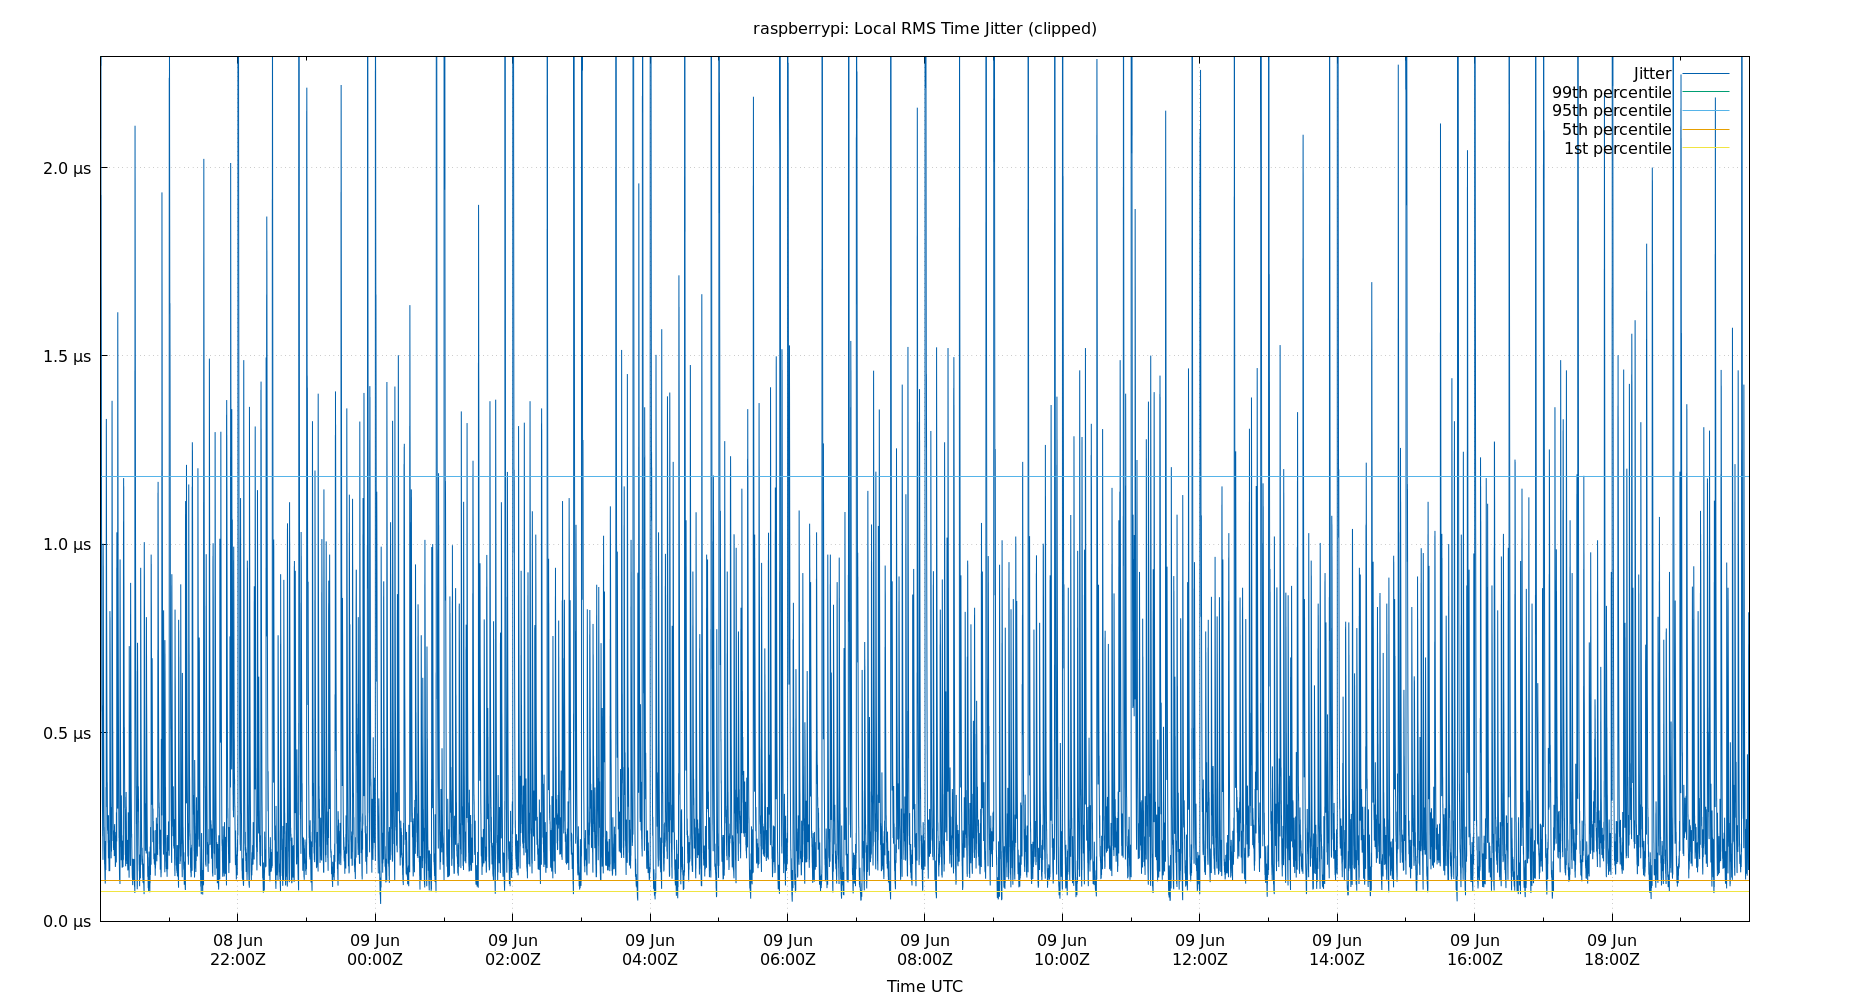 raspberrypi: Local RMS Time Jitter (clipped)
Jitter
99th percentile
95th percentile
5th percentile
1st percentile
2.0 µs
1.5 µs
1.0 µs
0.5 µs
0.0 µs
08 Jun 09 Jun 09 Jun 09 Jun 09 Jun 09 Jun 09 Jun 09 Jun 09 Jun 09 Jun 09 Jun
22:00Z 00:00Z 02:00Z 04:00Z 06:00Z 08:00Z 10:00Z 12:00Z 14:00Z 16:00Z 18:00Z
Time UTC